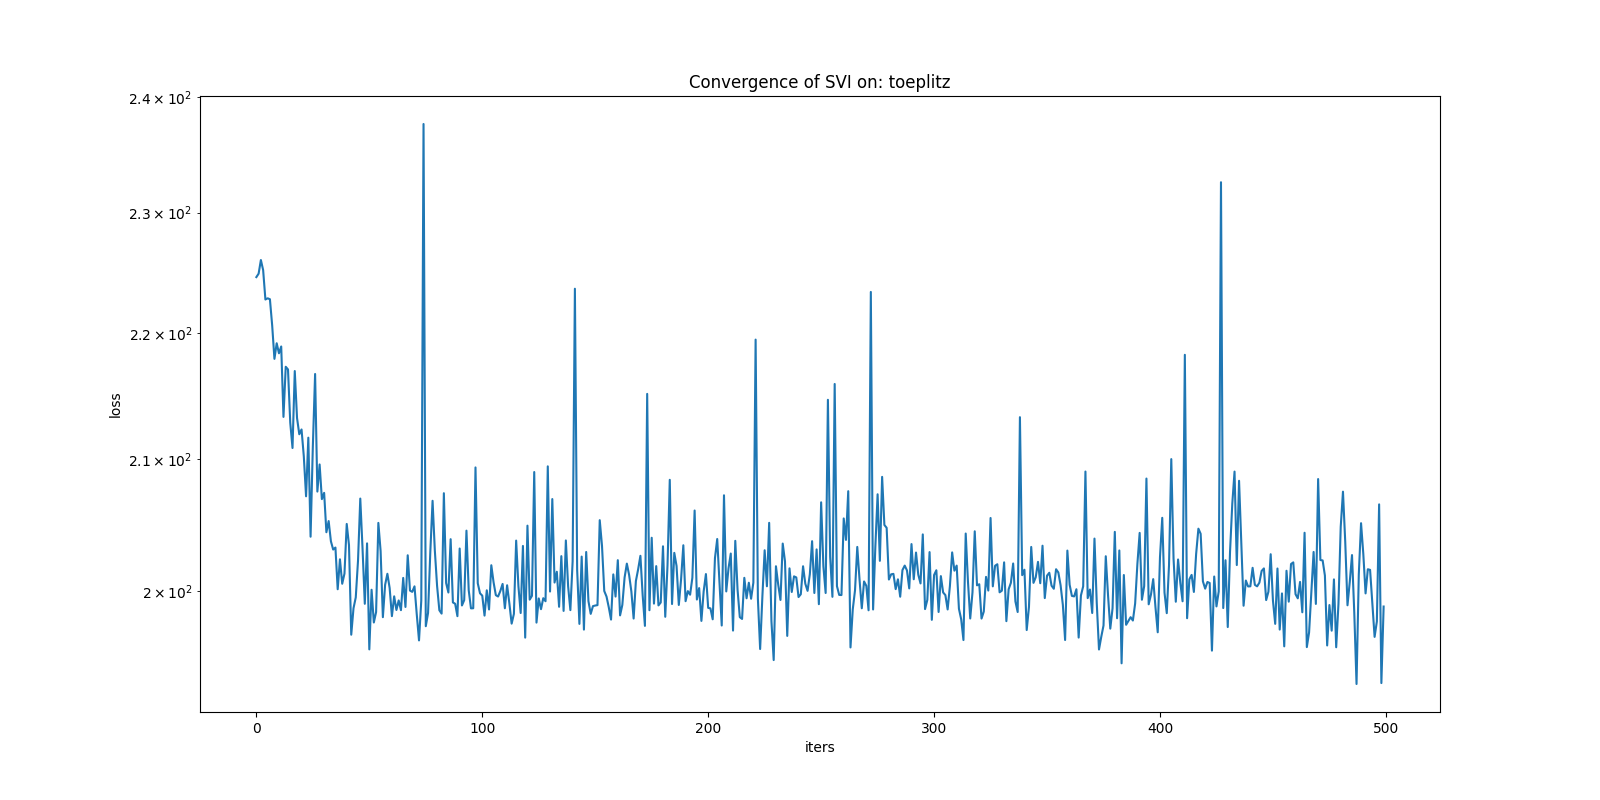 Convergence of SVI on: toeplitz
2.4 × 10²
2.3 × 10²
2.2 × 10²
2.1 × 10²
2 × 10²
loss
0 100 200 300 400 500
iters